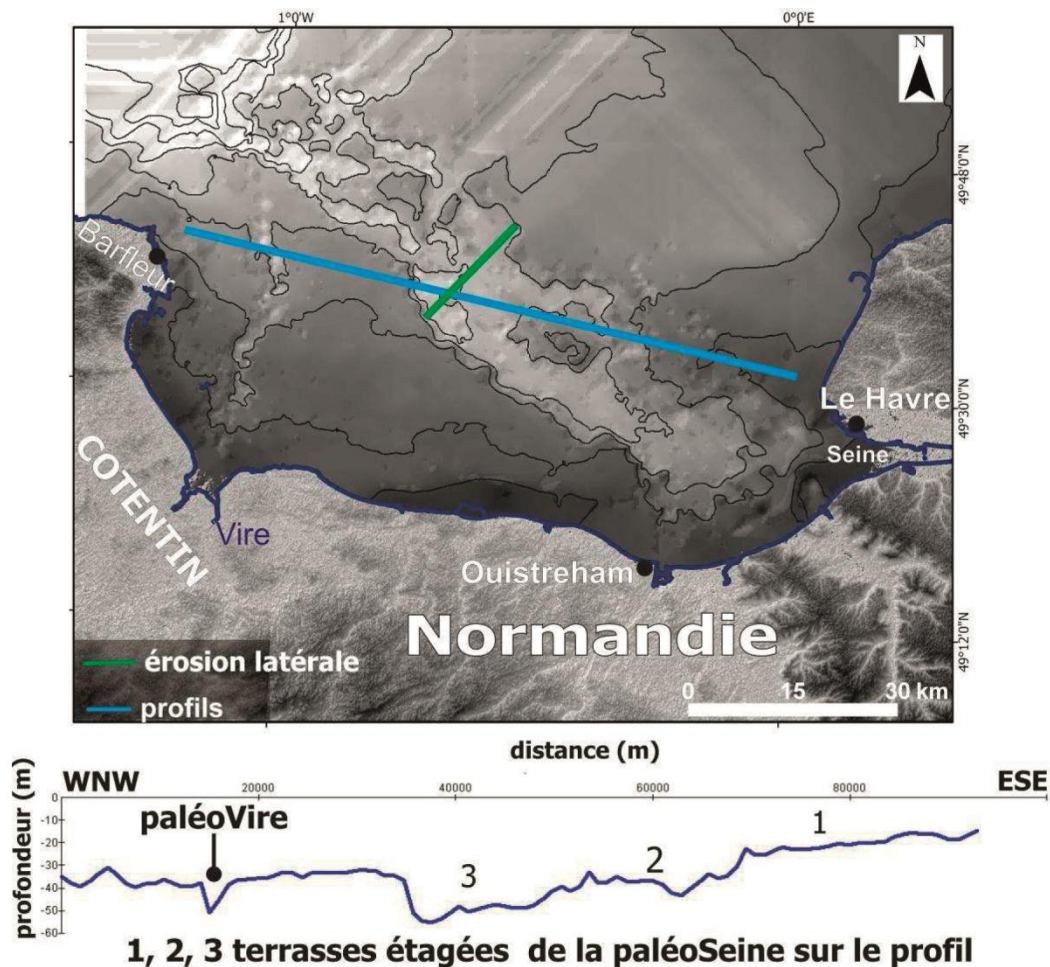 1°0'W 0°0'E
N
49°48'0"N
Barfleur
Le Havre
49°30'0"N
Seine
COTENTIN
Vire
Ouistreham
Normandie
49°12'0"N
érosion latérale
profils
0 15 30 km
distance (m)
WNW ESE
0 20000 40000 60000 80000
profondeur (m)
-10
-20
-30
-40
-50
-60
paléoVire
3 2 1
1, 2, 3 terrasses étagées de la paléoSeine sur le profil